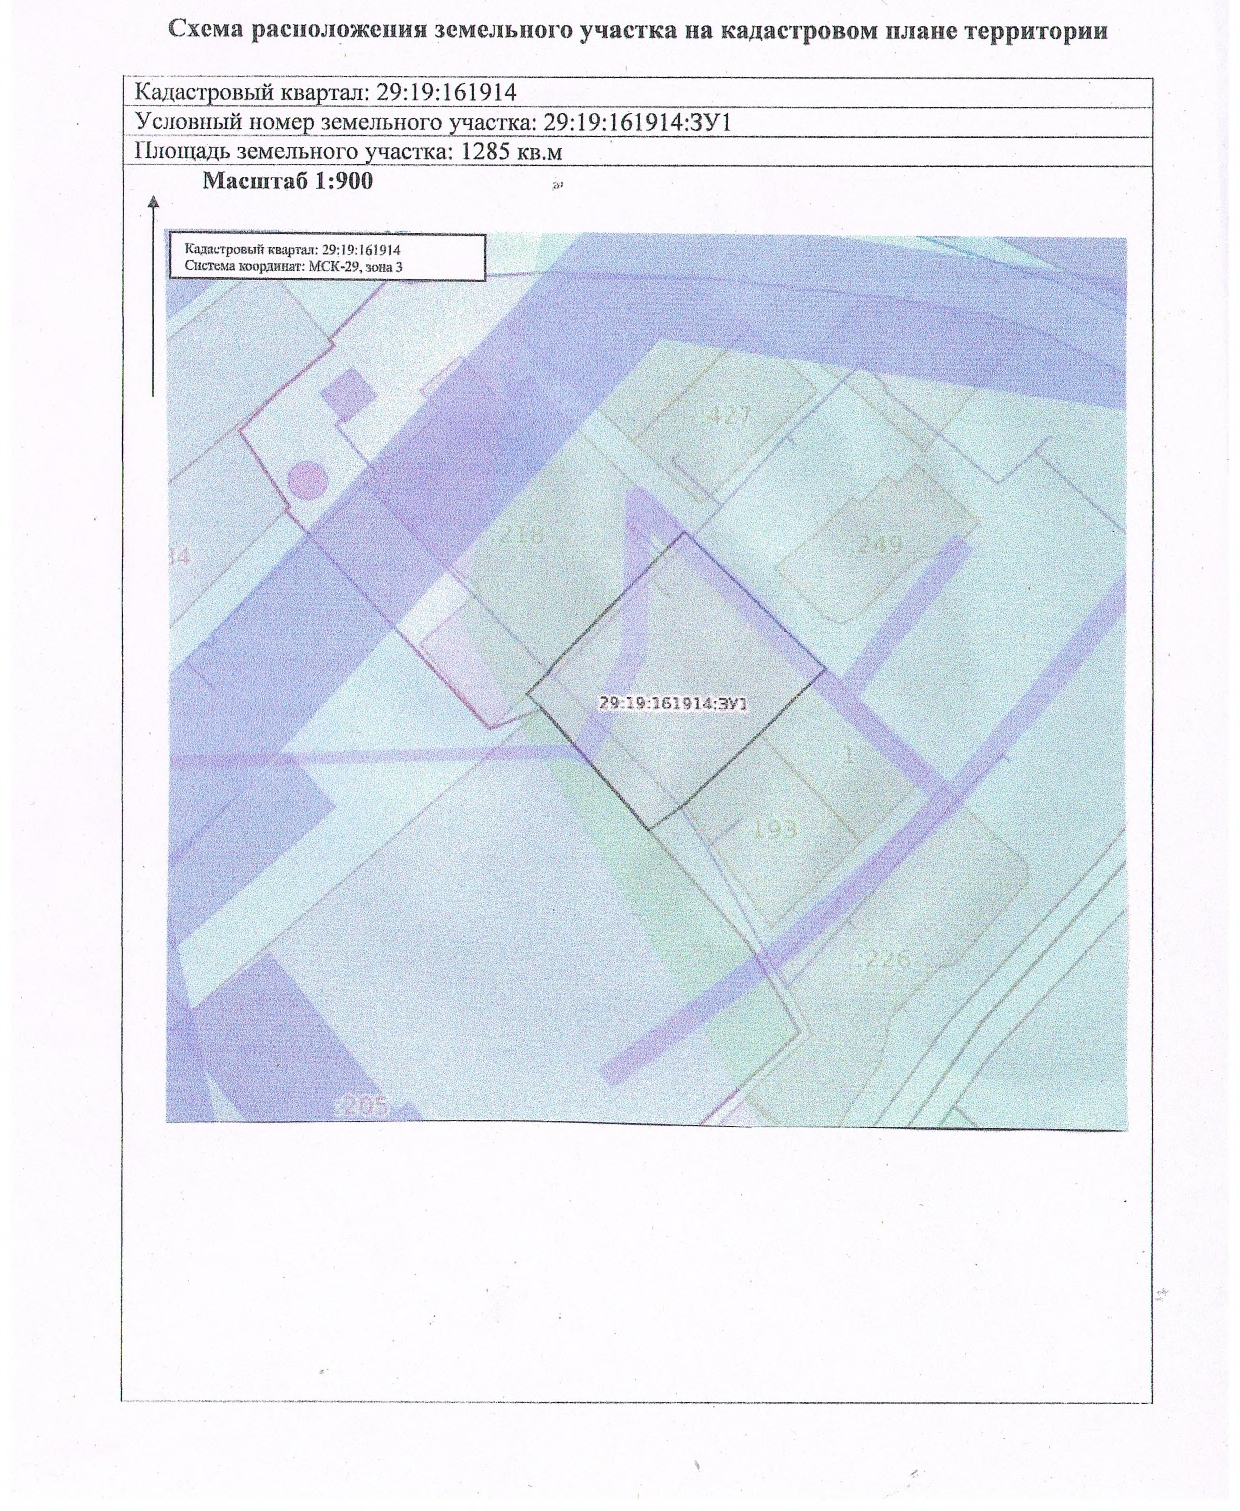 Схема расположения земельного участка на кадастровом плане территории
Кадастровый квартал: 29:19:161914
Условный номер земельного участка: 29:19:161914:ЗУ1
Площадь земельного участка: 1285 кв.м
Масштаб 1:900
Кадастровый квартал: 29:19:161914
Система координат: МСК-29, зона 3
:427
:218
:249
29:19:161914:ЗУ1
:193
:226
:205